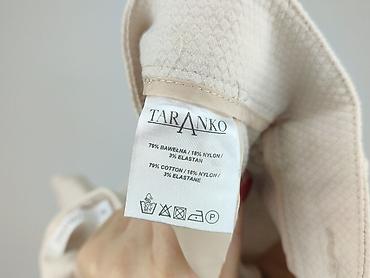 TARANKO
79% BAWEŁNA / 18% NYLON /
3% ELASTAN
79% COTTON / 18% NYLON /
3% ELASTANE
P